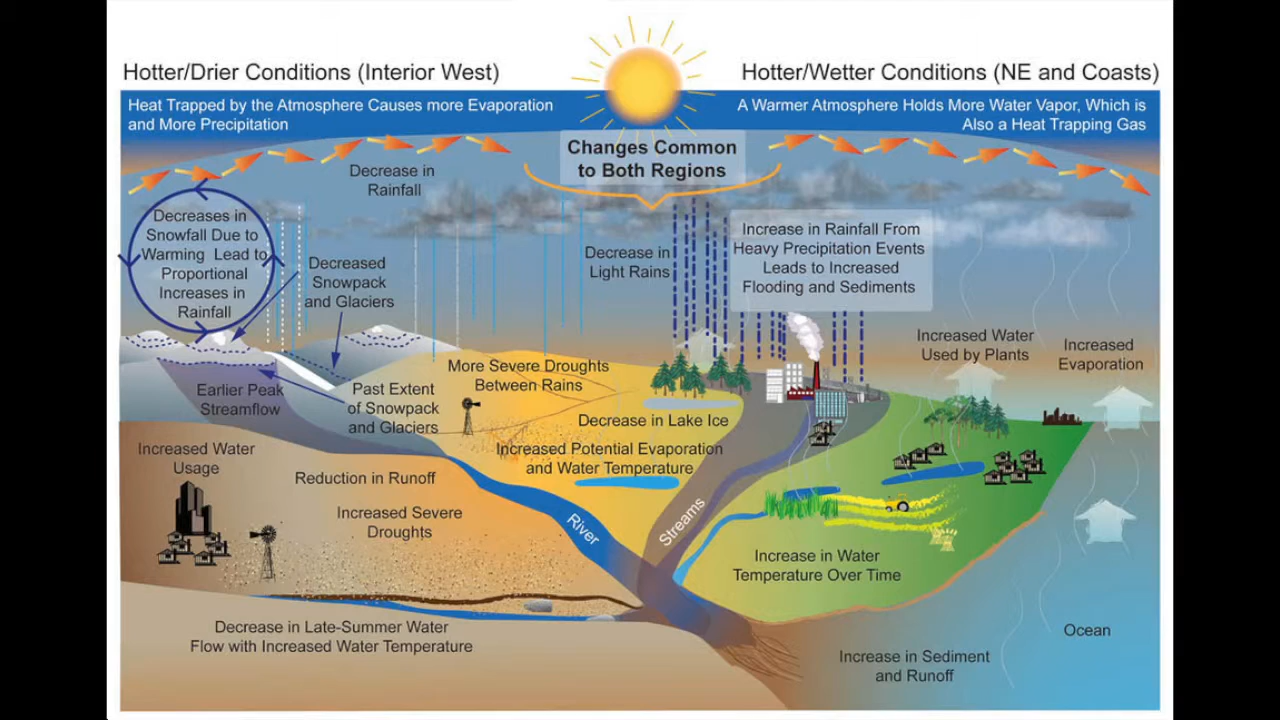 Hotter/Drier Conditions (Interior West)
Hotter/Wetter Conditions (NE and Coasts)
Heat Trapped by the Atmosphere Causes more Evaporation
and More Precipitation
A Warmer Atmosphere Holds More Water Vapor, Which is
Also a Heat Trapping Gas
Changes Common
to Both Regions
Decrease in
Rainfall
Decreases in
Snowfall Due to
Warming Lead to
Proportional
Increases in
Rainfall
Decreased
Snowpack
and Glaciers
Decrease in
Light Rains
Increase in Rainfall From
Heavy Precipitation Events
Leads to Increased
Flooding and Sediments
Increased Water
Used by Plants
Increased
Evaporation
More Severe Droughts
Between Rains
Earlier Peak
Streamflow
Past Extent
of Snowpack
and Glaciers
Decrease in Lake Ice
Increased Potential Evaporation
and Water Temperature
Increased Water
Usage
Reduction in Runoff
Increased Severe
Droughts
River
Streams
Increase in Water
Temperature Over Time
Decrease in Late-Summer Water
Flow with Increased Water Temperature
Ocean
Increase in Sediment
and Runoff